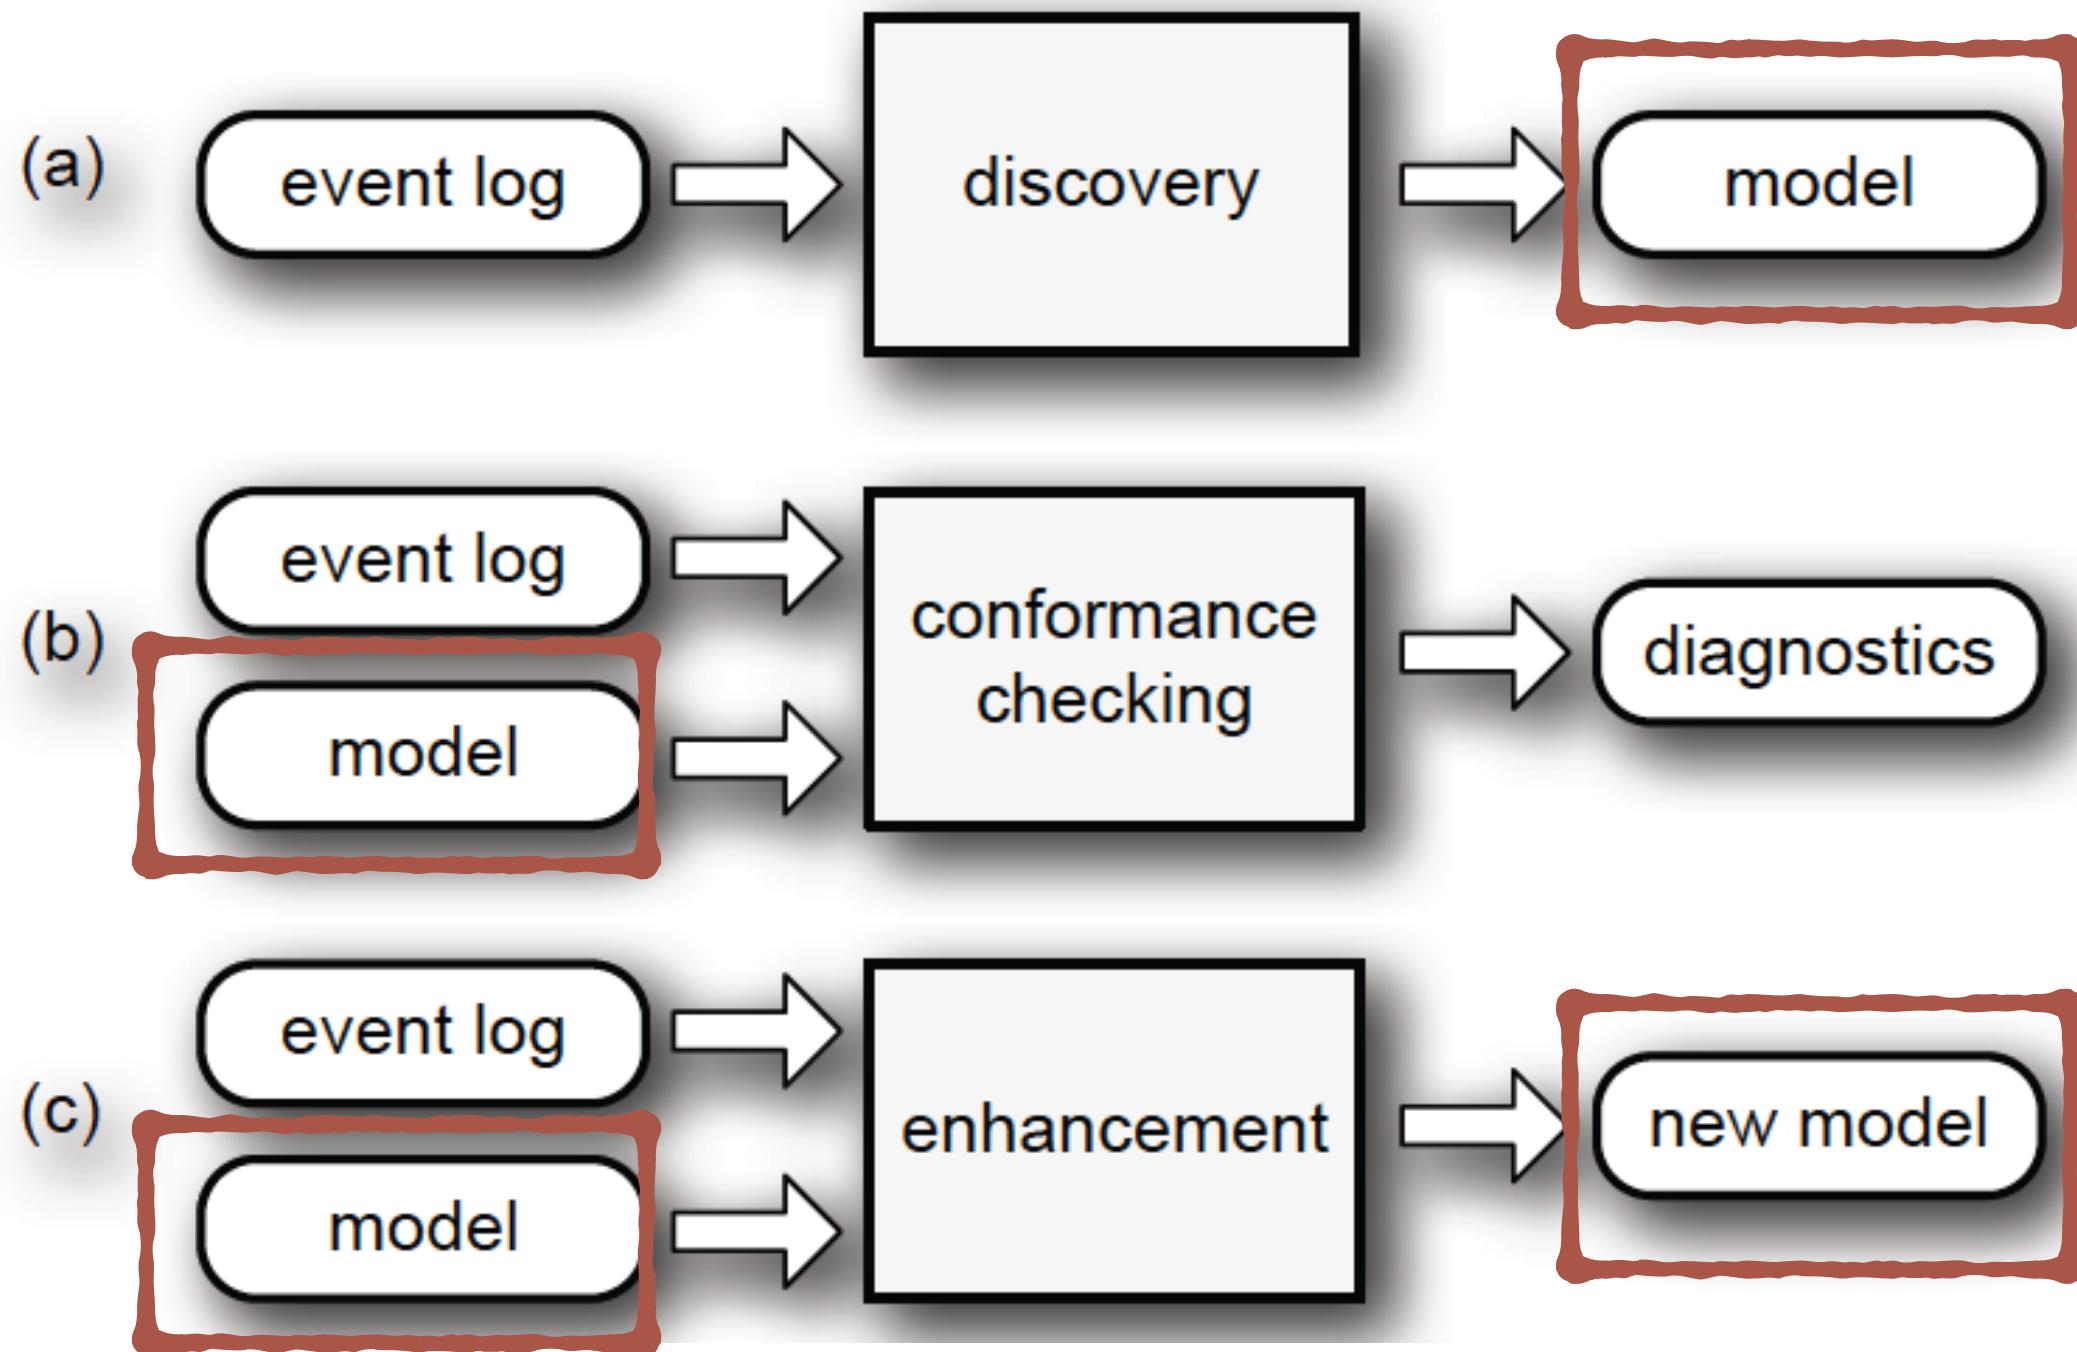 (a)
event log
discovery
model
(b)
event log
model
conformance
checking
diagnostics
(c)
event log
model
enhancement
new model